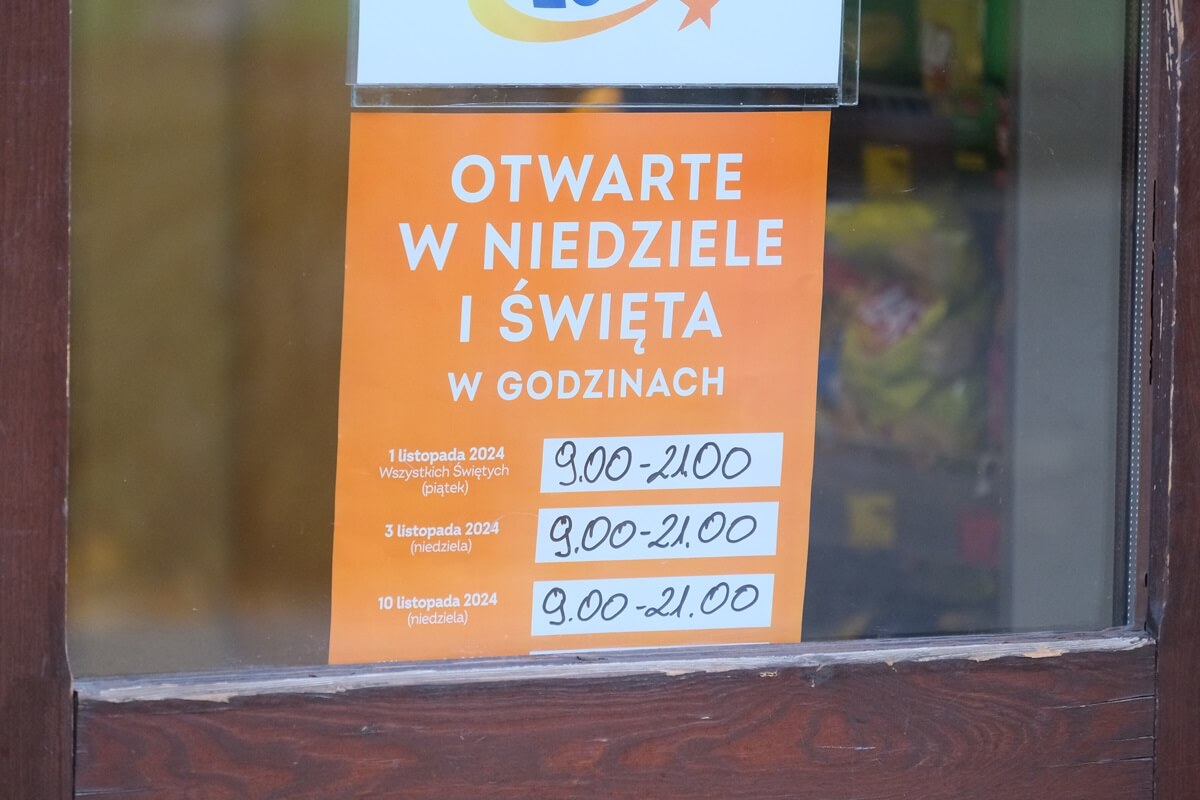 OTWARTE
W NIEDZIELE
I ŚWIĘTA
W GODZINACH
1 listopada 2024
Wszystkich Świętych
(piątek)
9.00-21.00
3 listopada 2024
(niedziela)
9.00-21.00
10 listopada 2024
(niedziela)
9.00-21.00